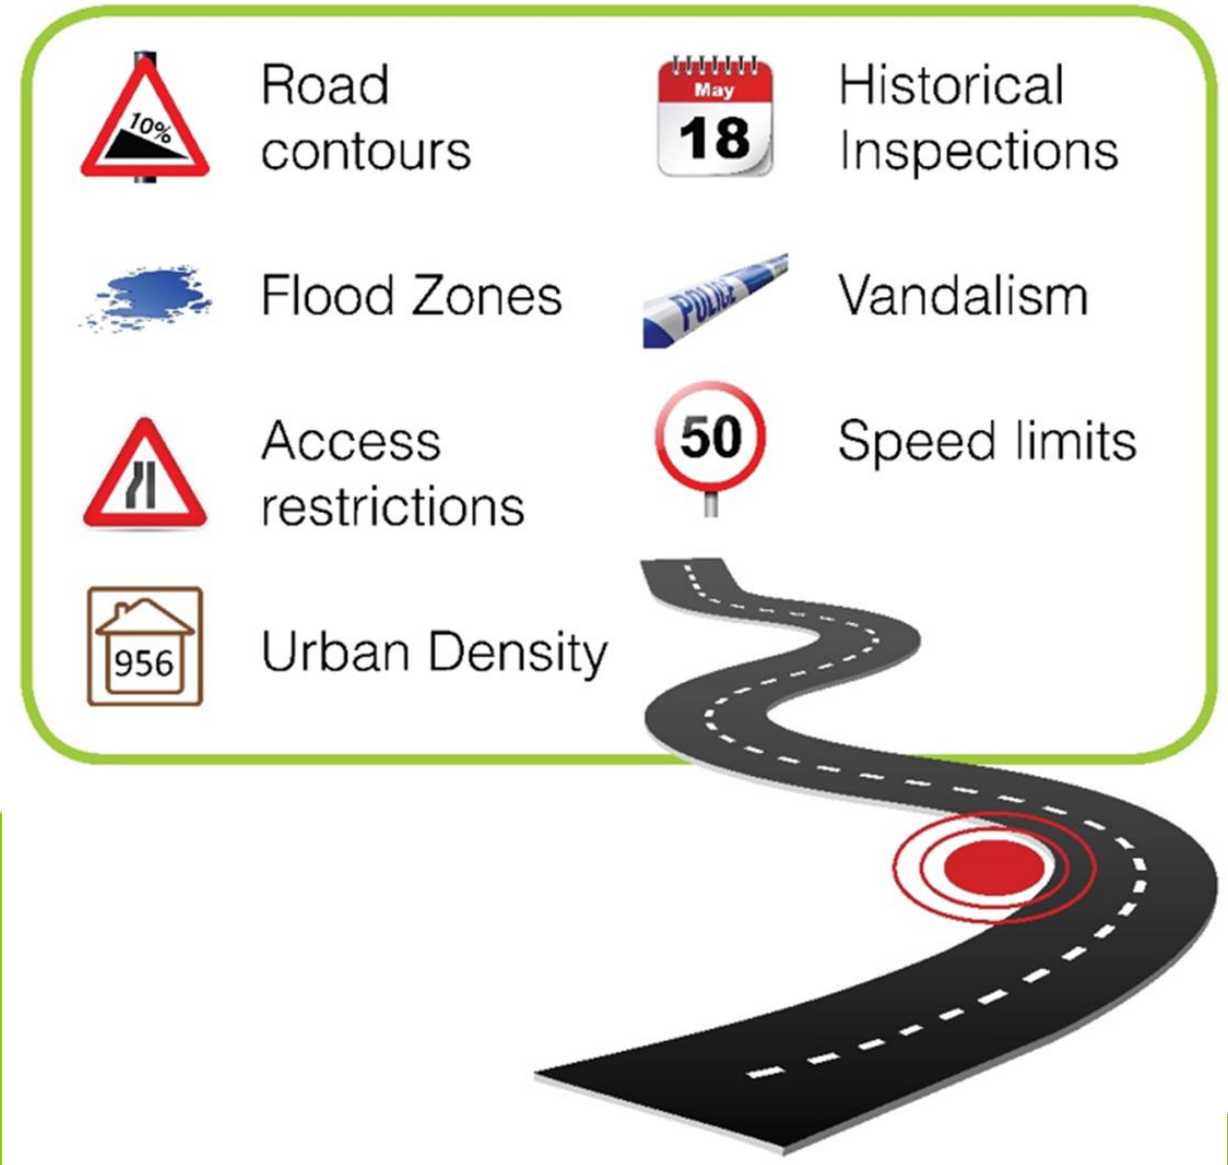 10%
Road
contours
Flood Zones
Access
restrictions
956
Urban Density
May
18
Historical
Inspections
POLICE
Vandalism
50
Speed limits